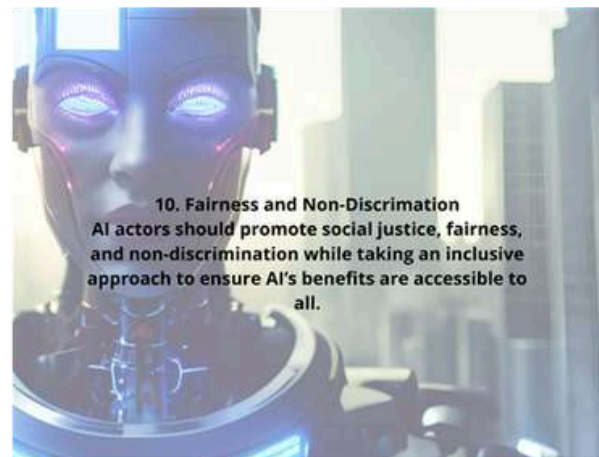 10. Fairness and Non-Discrimation
AI actors should promote social justice, fairness,
and non-discrimination while taking an inclusive
approach to ensure AI’s benefits are accessible to
all.